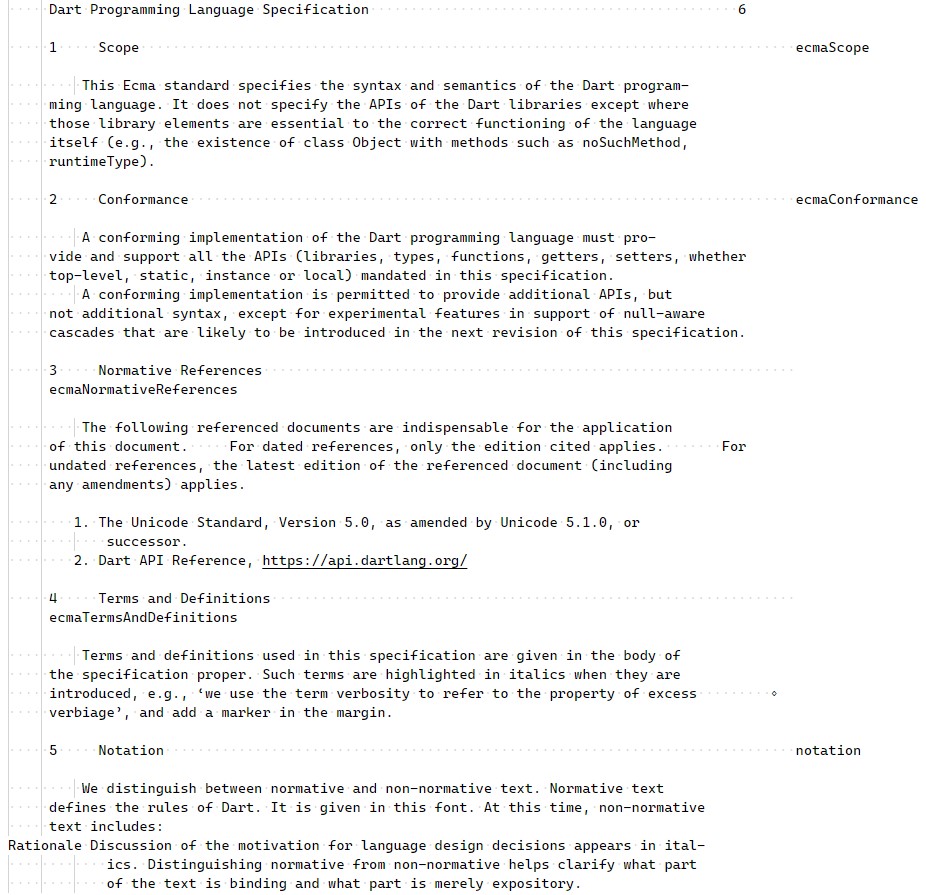 Dart Programming Language Specification 6
1 Scope ecmaScope
This Ecma standard specifies the syntax and semantics of the Dart program-
ming language. It does not specify the APIs of the Dart libraries except where
those library elements are essential to the correct functioning of the language
itself (e.g., the existence of class Object with methods such as noSuchMethod,
runtimeType).
2 Conformance ecmaConformance
A conforming implementation of the Dart programming language must pro-
vide and support all the APIs (libraries, types, functions, getters, setters, whether
top-level, static, instance or local) mandated in this specification.
A conforming implementation is permitted to provide additional APIs, but
not additional syntax, except for experimental features in support of null-aware
cascades that are likely to be introduced in the next revision of this specification.
3 Normative References
ecmaNormativeReferences
The following referenced documents are indispensable for the application
of this document. For dated references, only the edition cited applies. For
undated references, the latest edition of the referenced document (including
any amendments) applies.
1. The Unicode Standard, Version 5.0, as amended by Unicode 5.1.0, or
successor.
2. Dart API Reference, https://api.dartlang.org/
4 Terms and Definitions
ecmaTermsAndDefinitions
Terms and definitions used in this specification are given in the body of
the specification proper. Such terms are highlighted in italics when they are
introduced, e.g., ‘we use the term verbosity to refer to the property of excess ⋄
verbiage’, and add a marker in the margin.
5 Notation notation
We distinguish between normative and non-normative text. Normative text
defines the rules of Dart. It is given in this font. At this time, non-normative
text includes:
Rationale Discussion of the motivation for language design decisions appears in ital-
ics. Distinguishing normative from non-normative helps clarify what part
of the text is binding and what part is merely expository.